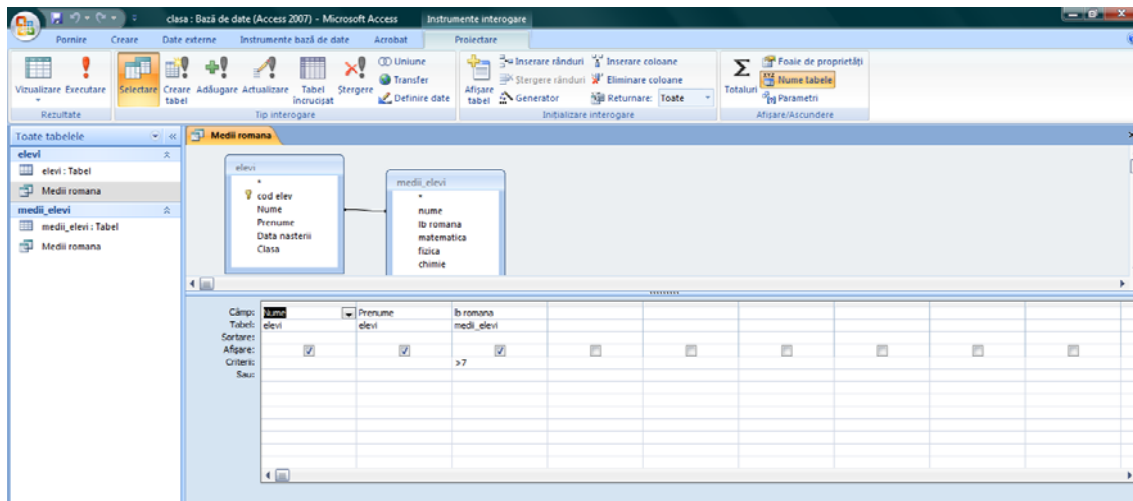 clasa : Bază de date (Access 2007) - Microsoft Access Instrumente interogare
Pornire Creare Date externe Instrumente bază de date Acrobat Proiectare
Vizualizare Executare
Rezultate
Selectare Creare tabel Adăugare Actualizare Tabel încrucișat Ștergere
Uniune
Transfer
Definire date
Tip interogare
Afișare tabel
Inserare rânduri Inserare coloane
Ștergere rânduri Eliminare coloane
Generator Returnare: Toate
Inițializare interogare
Totaluri
Foaie de proprietăți
Nume tabele
Parametri
Afișare/Ascundere
Toate tabelele
elevi
elevi : Tabel
Medii romana
medii_elevi
medii_elevi : Tabel
Medii romana
Medii romana
elevi
*
cod elev
Nume
Prenume
Data nasterii
Clasa
medii_elevi
*
nume
lb romana
matematica
fizica
chimie
Câmp: Nume Prenume lb romana
Tabel: elevi elevi medii_elevi
Sortare:
Afișare:
Criterii: >7
Sau: